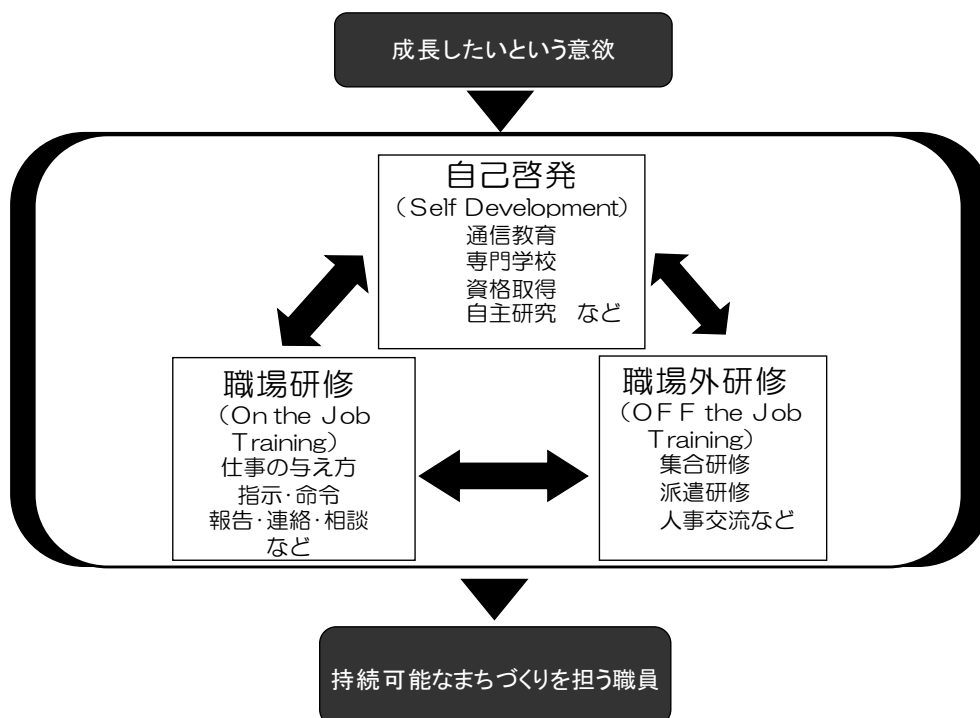 成長したいという意欲
自己啓発
（Self Development）
通信教育
専門学校
資格取得
自主研究　など
職場研修
（On the Job
Training）
仕事の与え方
指示・命令
報告・連絡・相談
など
職場外研修
（OFF the Job
Training）
集合研修
派遣研修
人事交流など
持続可能なまちづくりを担う職員